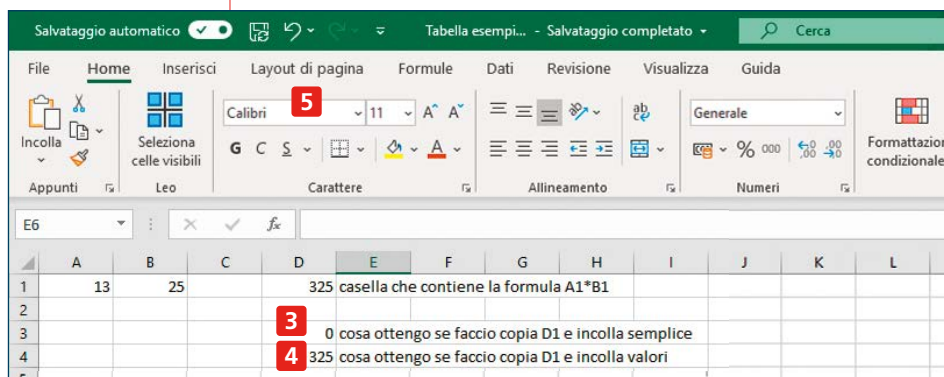 Salvataggio automatico Tabella esempi... - Salvataggio completato Cerca
File Home Inserisci Layout di pagina Formule Dati Revisione Visualizza Guida
5
Calibri 11 A^ Aˇ ab Generale
Incolla Seleziona celle visibili G C S A % 000 ,00 Formattazion condizionale
Appunti Leo Carattere Allineamento Numeri
E6 fx
A B C D E F G H I J K L
1 13 25 325 casella che contiene la formula A1*B1
2
3
3 0 cosa ottengo se faccio copia D1 e incolla semplice
4
4 325 cosa ottengo se faccio copia D1 e incolla valori